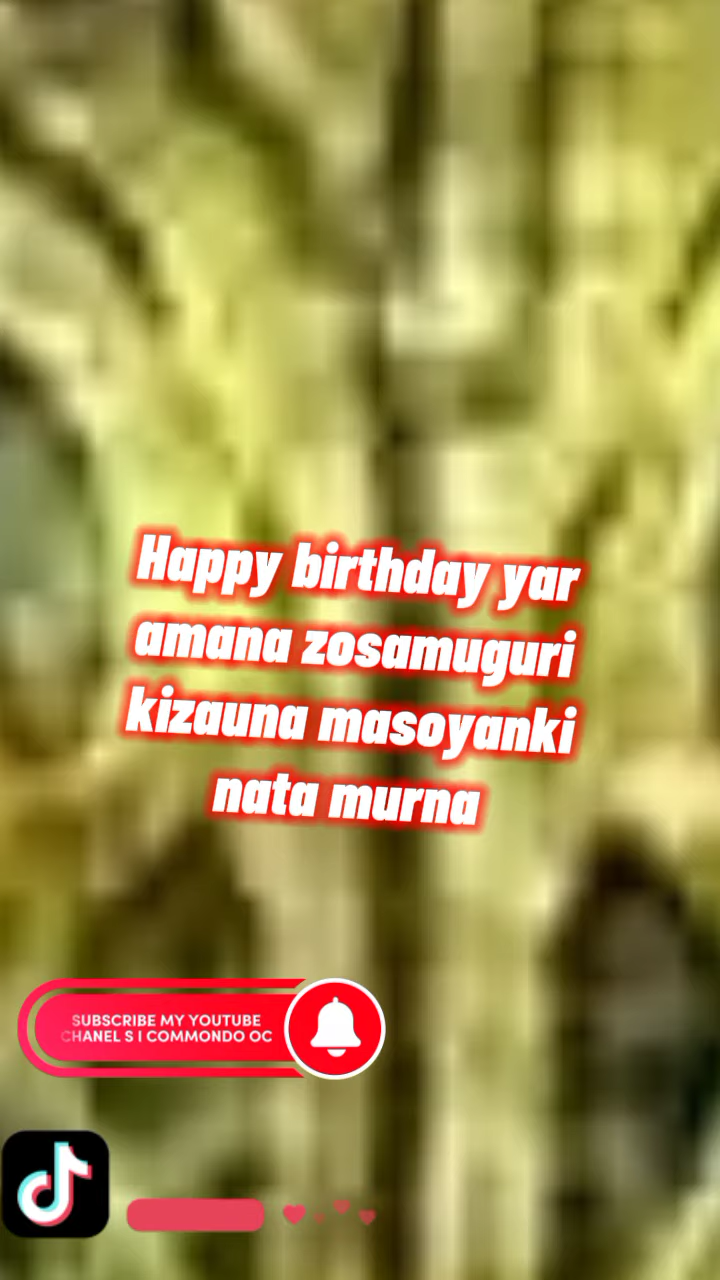 Happy birthday yar
amana zosamuguri
kizauna masoyanki
nata murna
SUBSCRIBE MY YOUTUBE
CHANEL S I COMMONDO OC